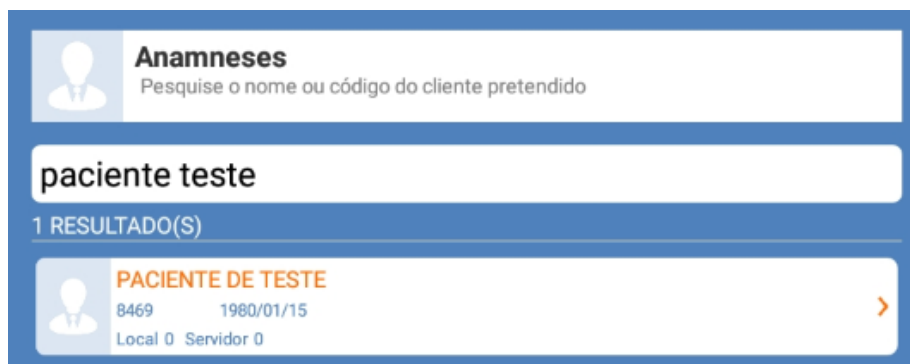 Anamneses
Pesquise o nome ou código do cliente pretendido
paciente teste
1 RESULTADO(S)
PACIENTE DE TESTE
8469 1980/01/15
Local 0 Servidor 0